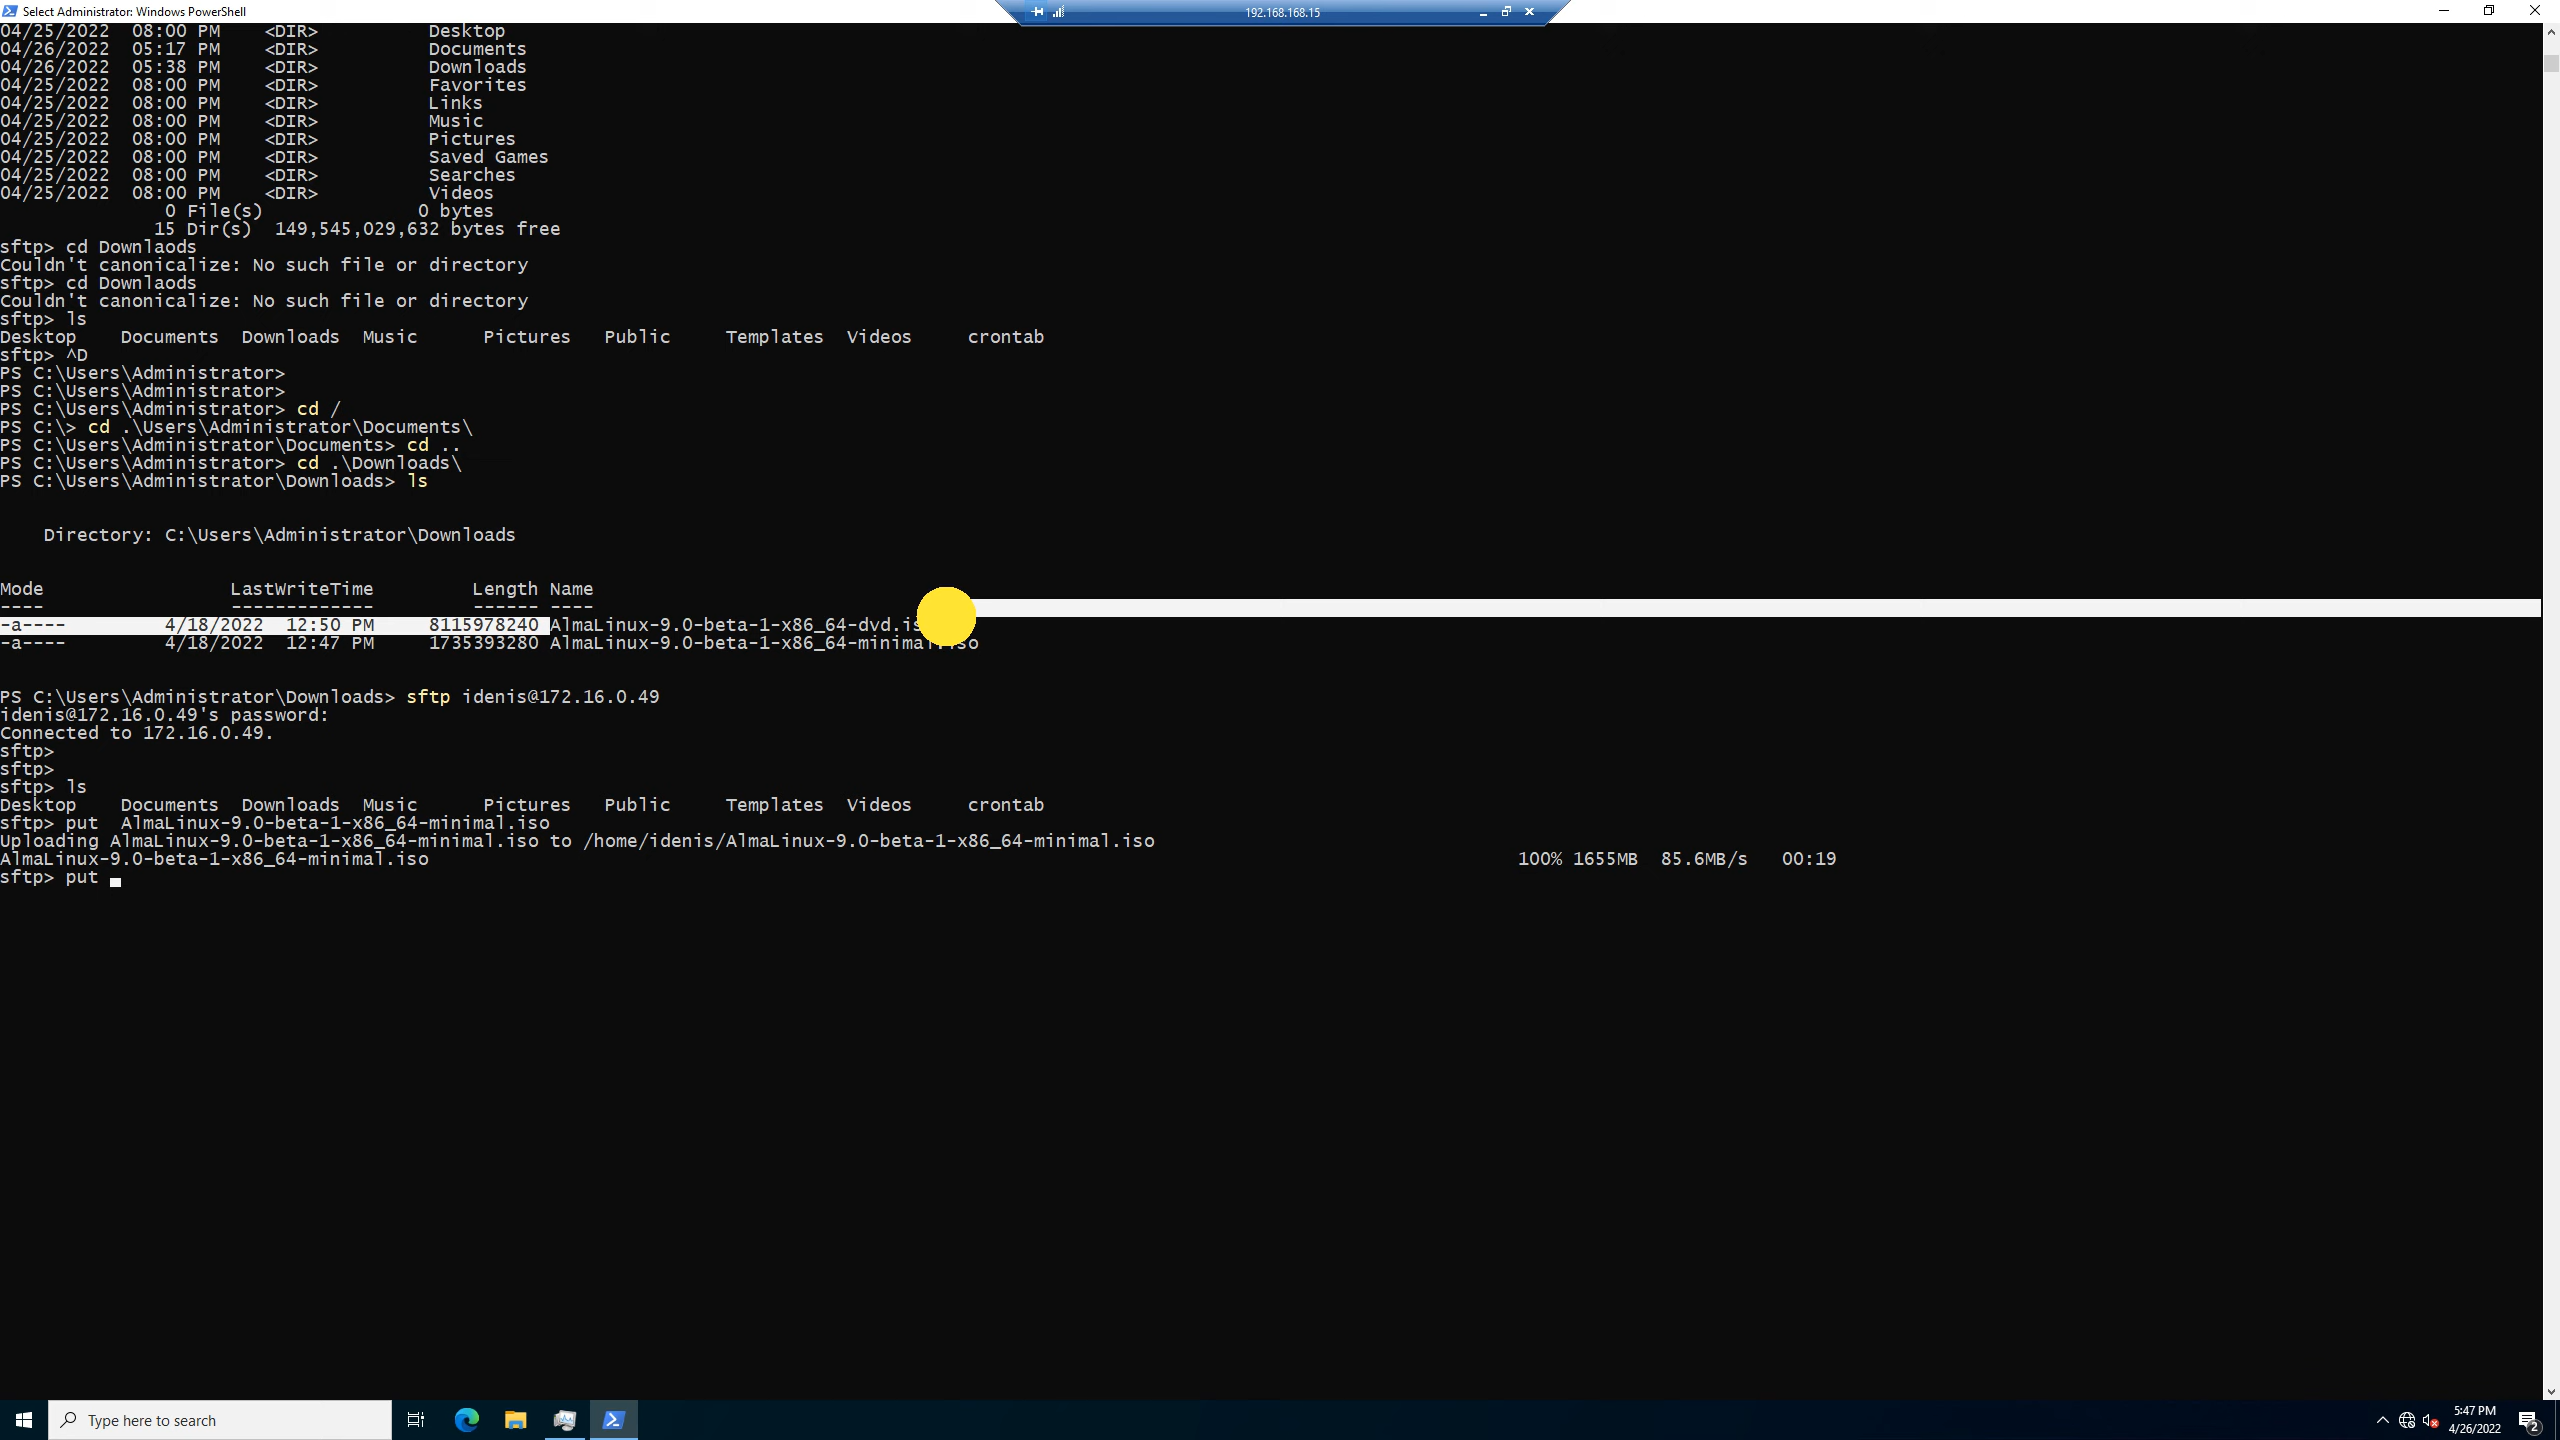 Select Administrator: Windows PowerShell
192.168.168.15
04/25/2022  08:00 PM    <DIR>          Desktop
04/26/2022  05:17 PM    <DIR>          Documents
04/26/2022  05:38 PM    <DIR>          Downloads
04/25/2022  08:00 PM    <DIR>          Favorites
04/25/2022  08:00 PM    <DIR>          Links
04/25/2022  08:00 PM    <DIR>          Music
04/25/2022  08:00 PM    <DIR>          Pictures
04/25/2022  08:00 PM    <DIR>          Saved Games
04/25/2022  08:00 PM    <DIR>          Searches
04/25/2022  08:00 PM    <DIR>          Videos
0 File(s)              0 bytes
15 Dir(s)  149,545,029,632 bytes free
sftp> cd Downlaods
Couldn't canonicalize: No such file or directory
sftp> cd Downlaods
Couldn't canonicalize: No such file or directory
sftp> ls
Desktop    Documents  Downloads  Music      Pictures   Public     Templates  Videos     crontab
sftp> ^D
PS C:\Users\Administrator>
PS C:\Users\Administrator>
PS C:\Users\Administrator> cd /
PS C:\> cd .\Users\Administrator\Documents\
PS C:\Users\Administrator\Documents> cd ..
PS C:\Users\Administrator> cd .\Downloads\
PS C:\Users\Administrator\Downloads> ls
Directory: C:\Users\Administrator\Downloads
Mode                 LastWriteTime         Length Name
----                 -------------         ------ ----
-a----         4/18/2022  12:50 PM     8115978240 AlmaLinux-9.0-beta-1-x86_64-dvd.is
-a----         4/18/2022  12:47 PM     1735393280 AlmaLinux-9.0-beta-1-x86_64-minimal.iso
PS C:\Users\Administrator\Downloads> sftp idenis@172.16.0.49
idenis@172.16.0.49's password:
Connected to 172.16.0.49.
sftp>
sftp>
sftp> ls
Desktop    Documents  Downloads  Music      Pictures   Public     Templates  Videos     crontab
sftp> put  AlmaLinux-9.0-beta-1-x86_64-minimal.iso
Uploading AlmaLinux-9.0-beta-1-x86_64-minimal.iso to /home/idenis/AlmaLinux-9.0-beta-1-x86_64-minimal.iso
AlmaLinux-9.0-beta-1-x86_64-minimal.iso 100% 1655MB  85.6MB/s   00:19
sftp> put
Type here to search
5:47 PM
4/26/2022
2